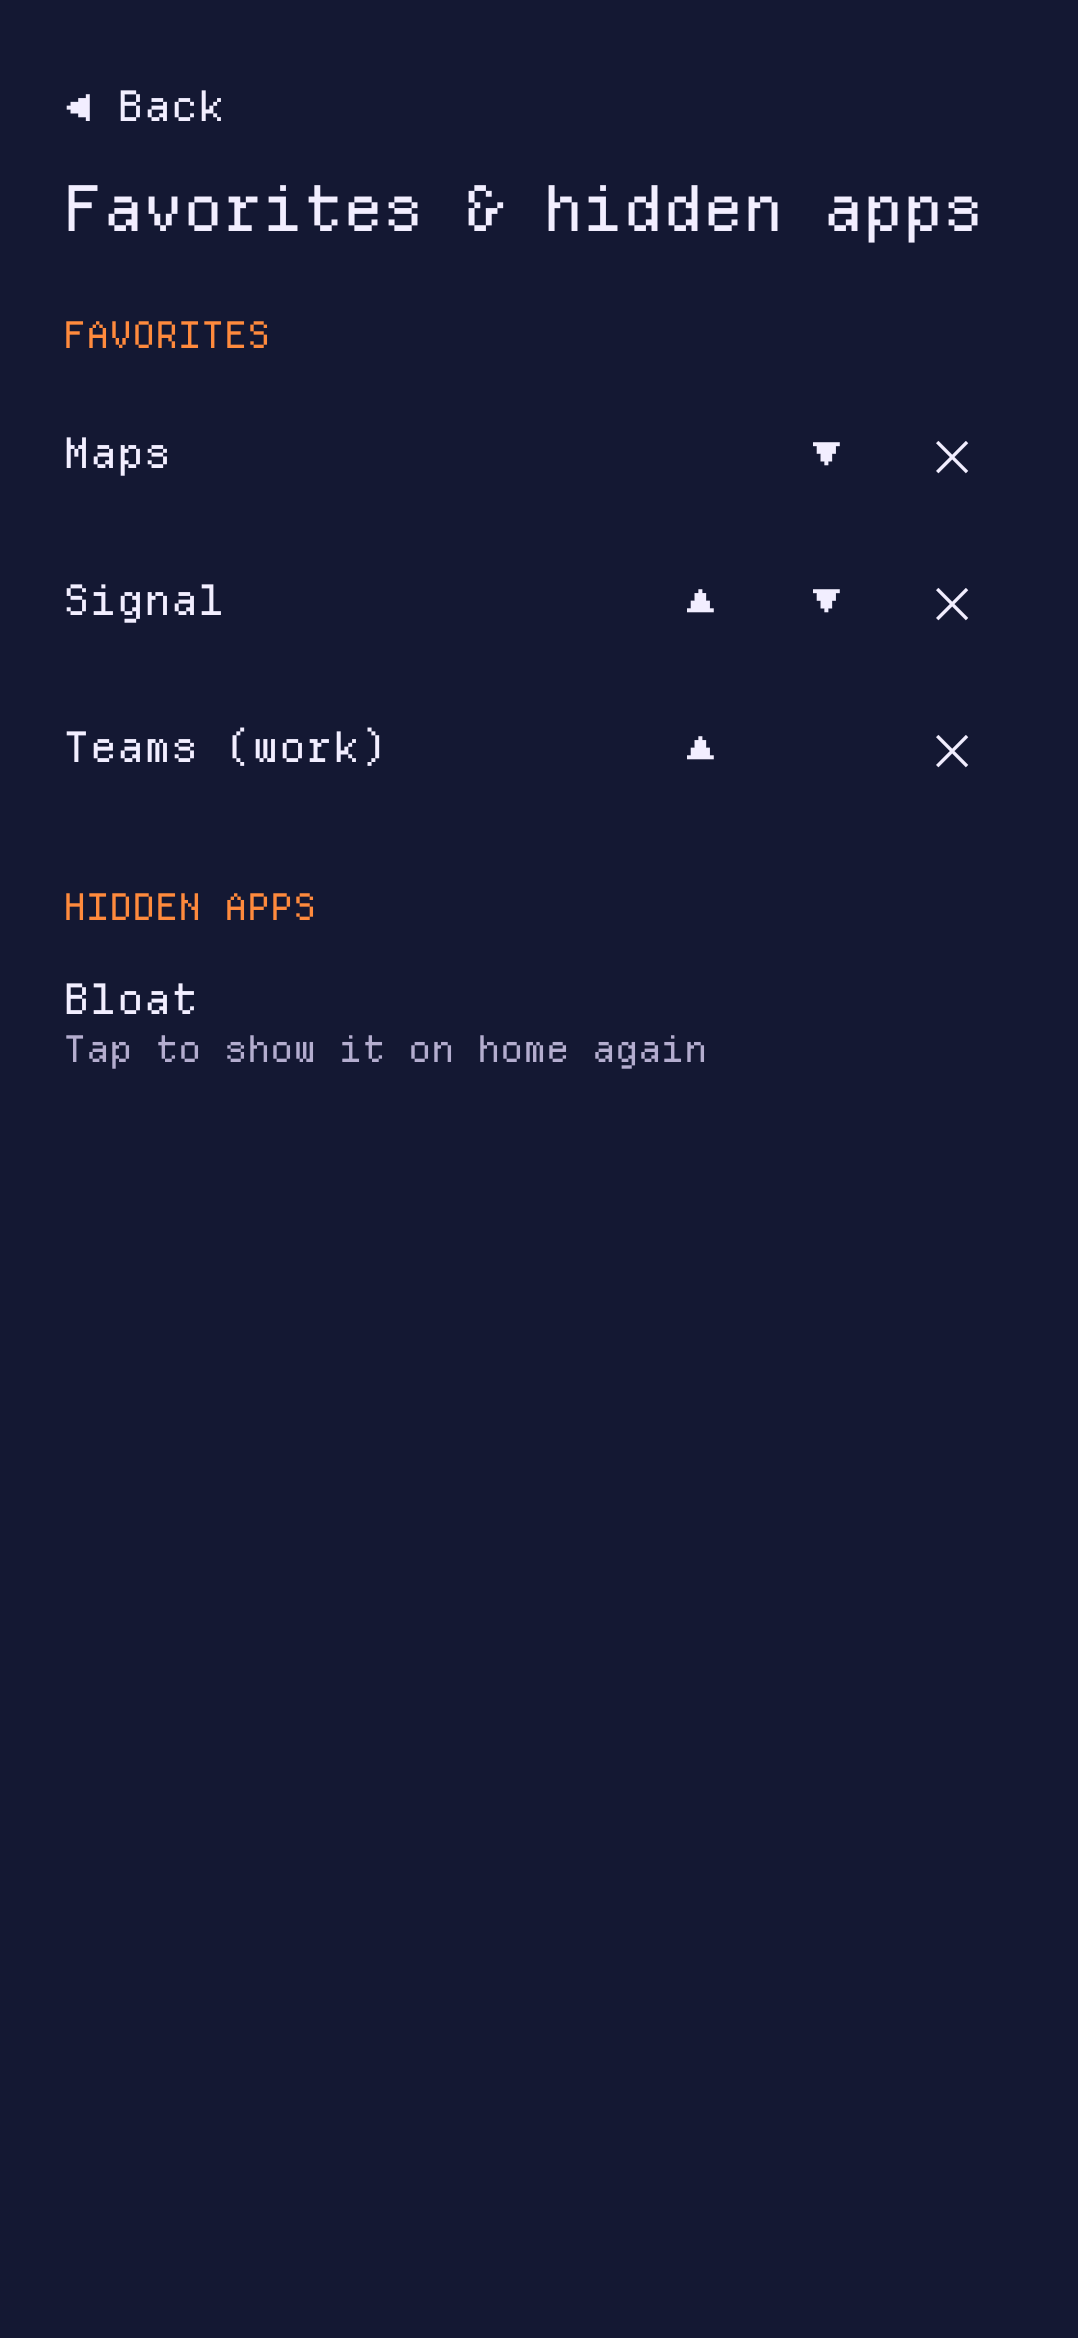 ◀ Back
Favorites & hidden apps
FAVORITES
Maps ▼ ×
Signal ▲ ▼ ×
Teams (work) ▲ ×
HIDDEN APPS
Bloat
Tap to show it on home again